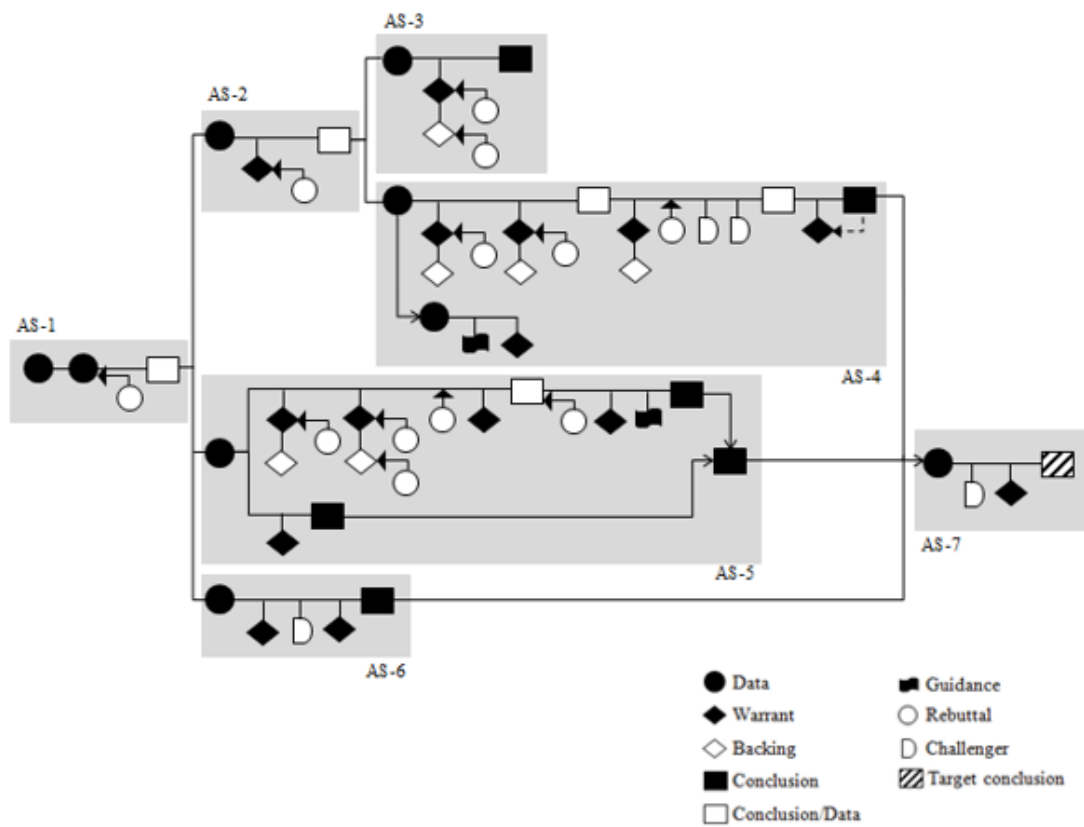 AS-3
AS-2
AS-1
AS-4
AS-5
AS-7
AS-6
Data
Guidance
Warrant
Rebuttal
Backing
Challenger
Conclusion
Target conclusion
Conclusion/Data